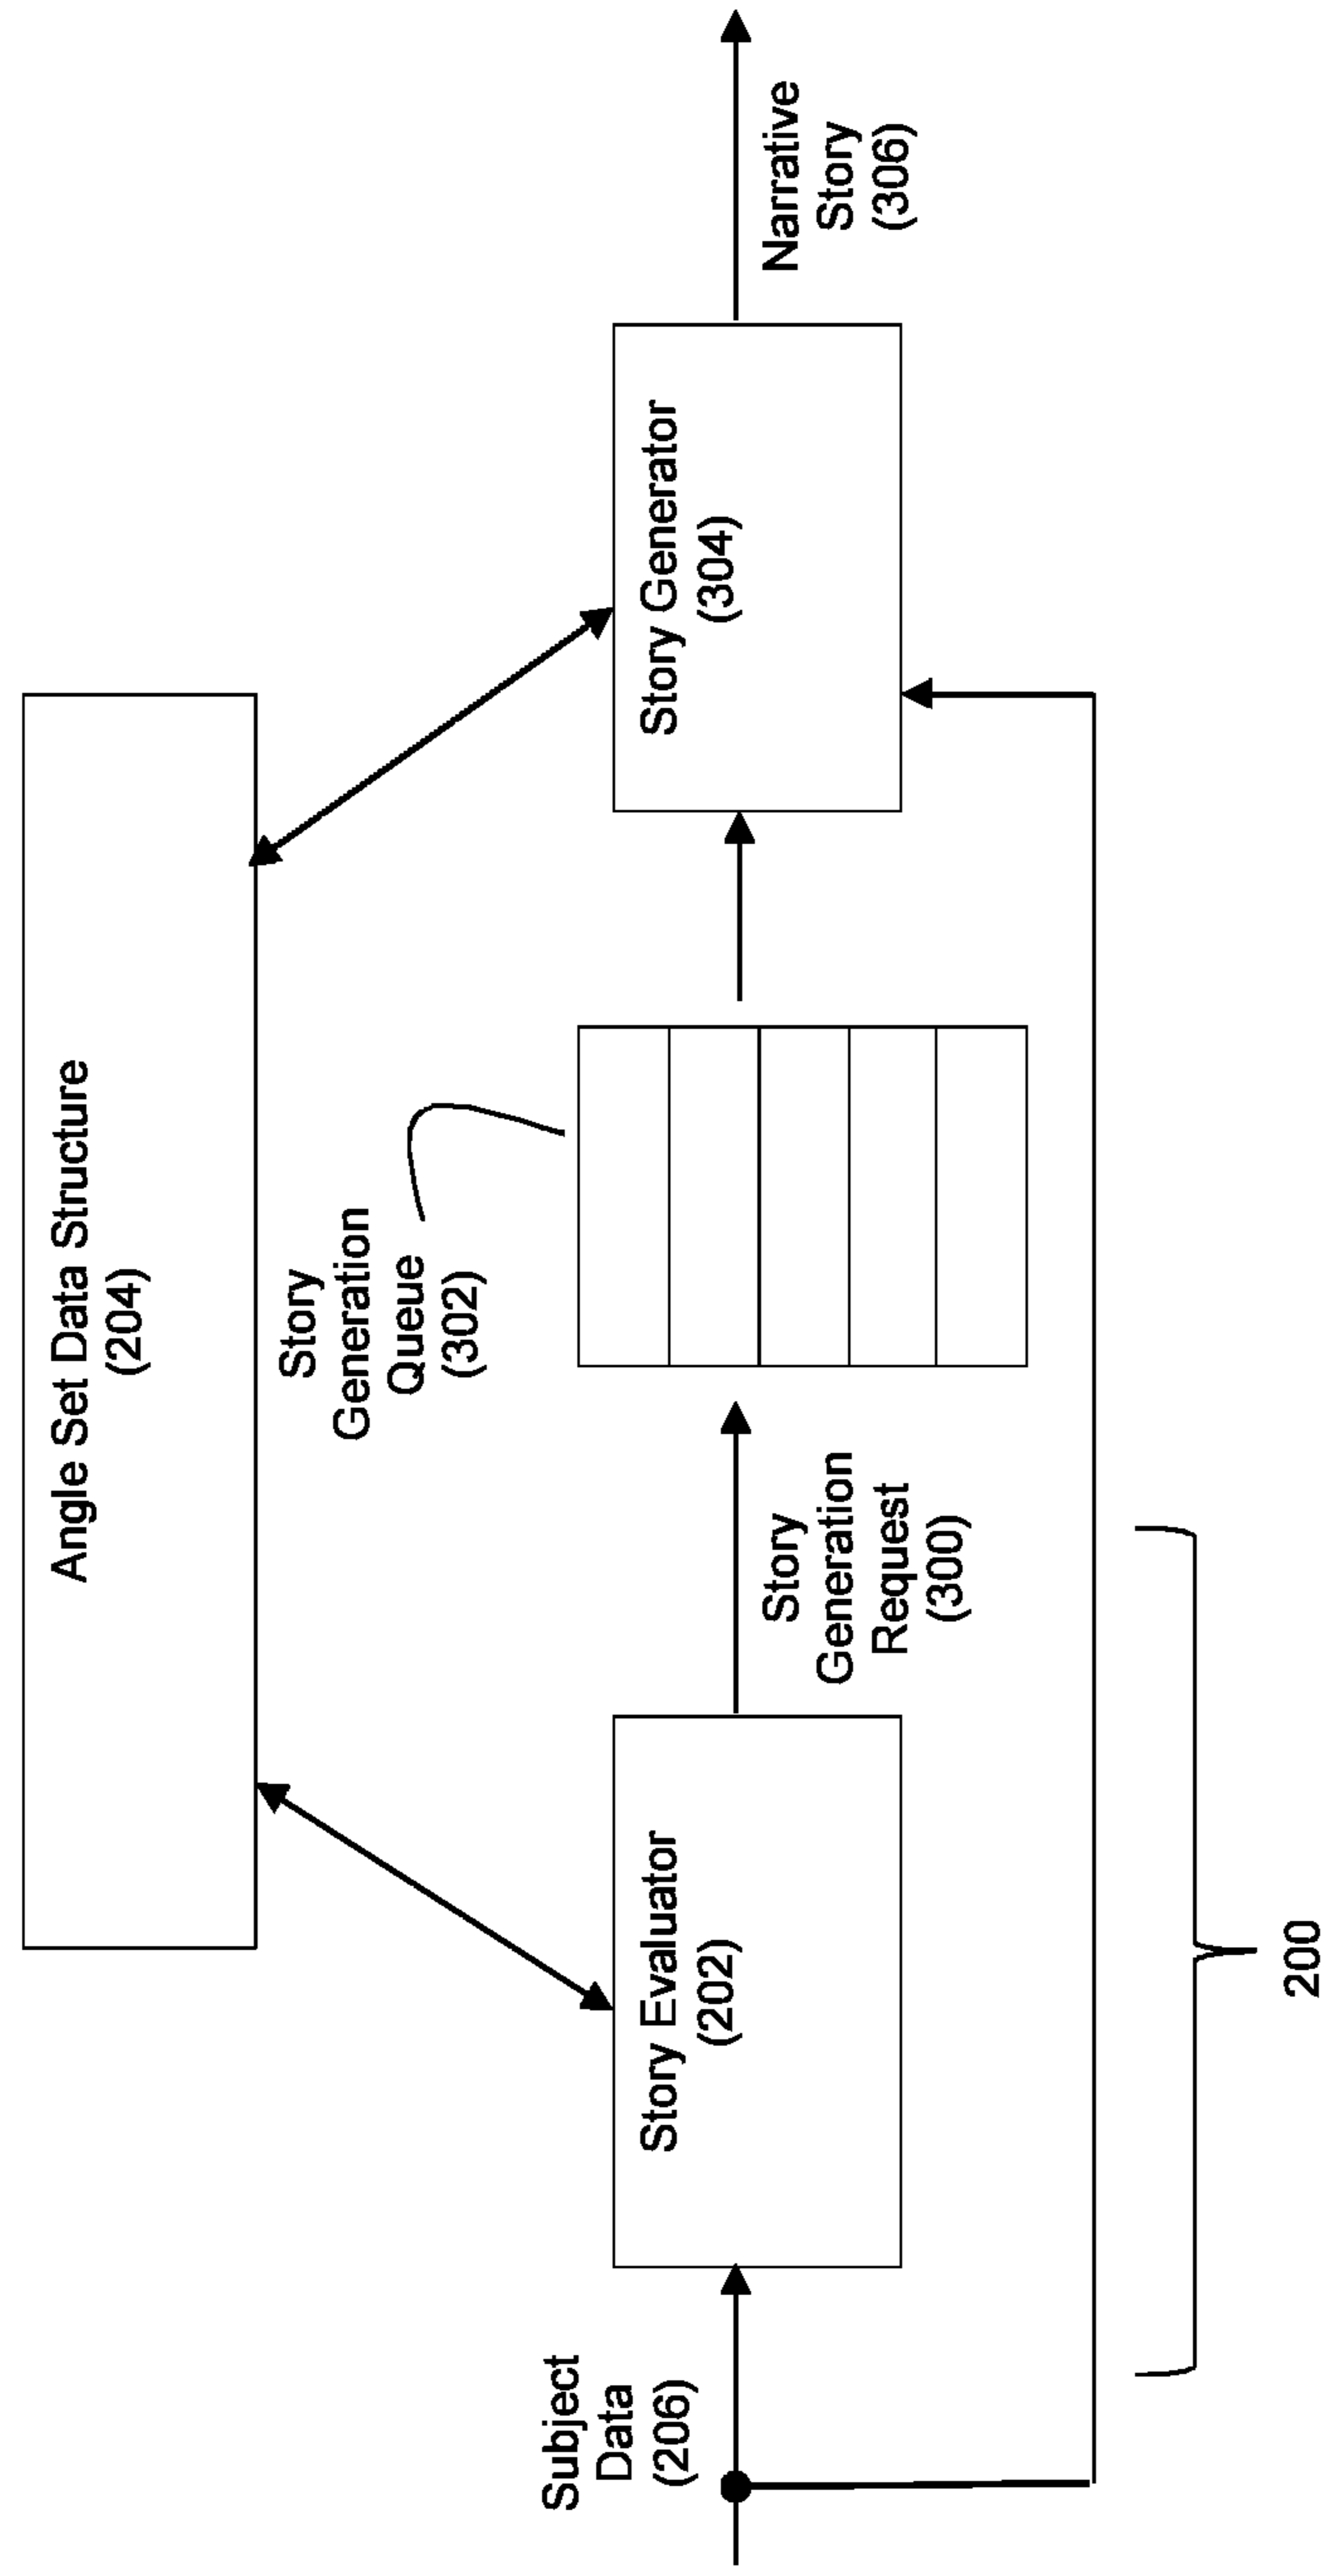 Angle Set Data Structure
(204)
Story
Generation
Queue
(302)
Subject
Data
(206)
Story Evaluator
(202)
Story
Generation
Request
(300)
Story Generator
(304)
Narrative
Story
(306)
200